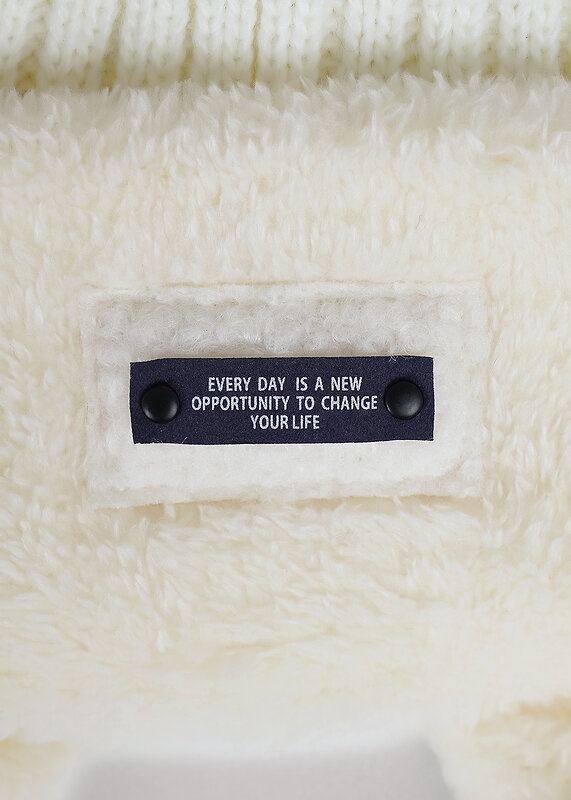 EVERY DAY IS A NEW
OPPORTUNITY TO CHANGE
YOUR LIFE